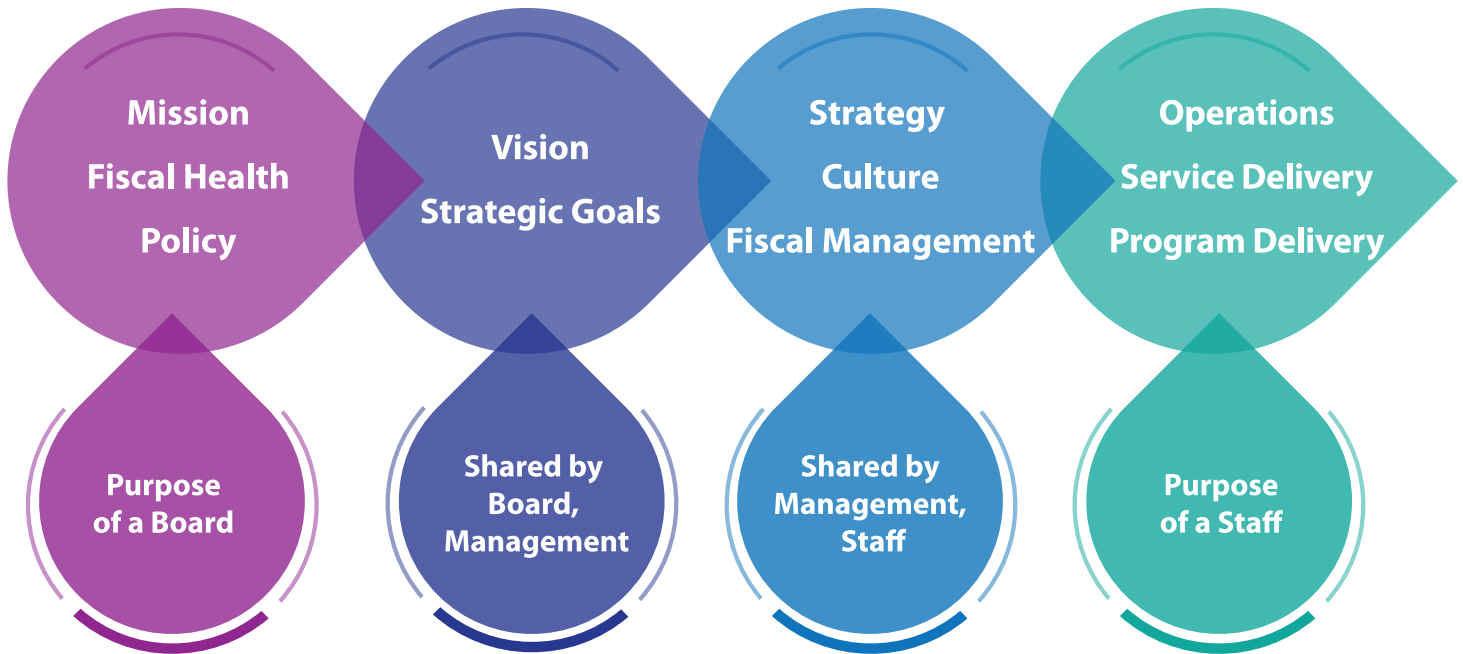 Mission
Fiscal Health
Policy
Vision
Strategic Goals
Strategy
Culture
Fiscal Management
Operations
Service Delivery
Program Delivery
Purpose
of a Board
Shared by
Board,
Management
Shared by
Management,
Staff
Purpose
of a Staff